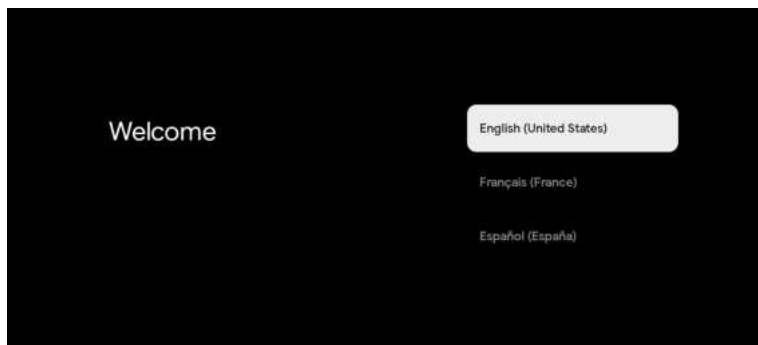 Welcome
English (United States)
Français (France)
Español (España)